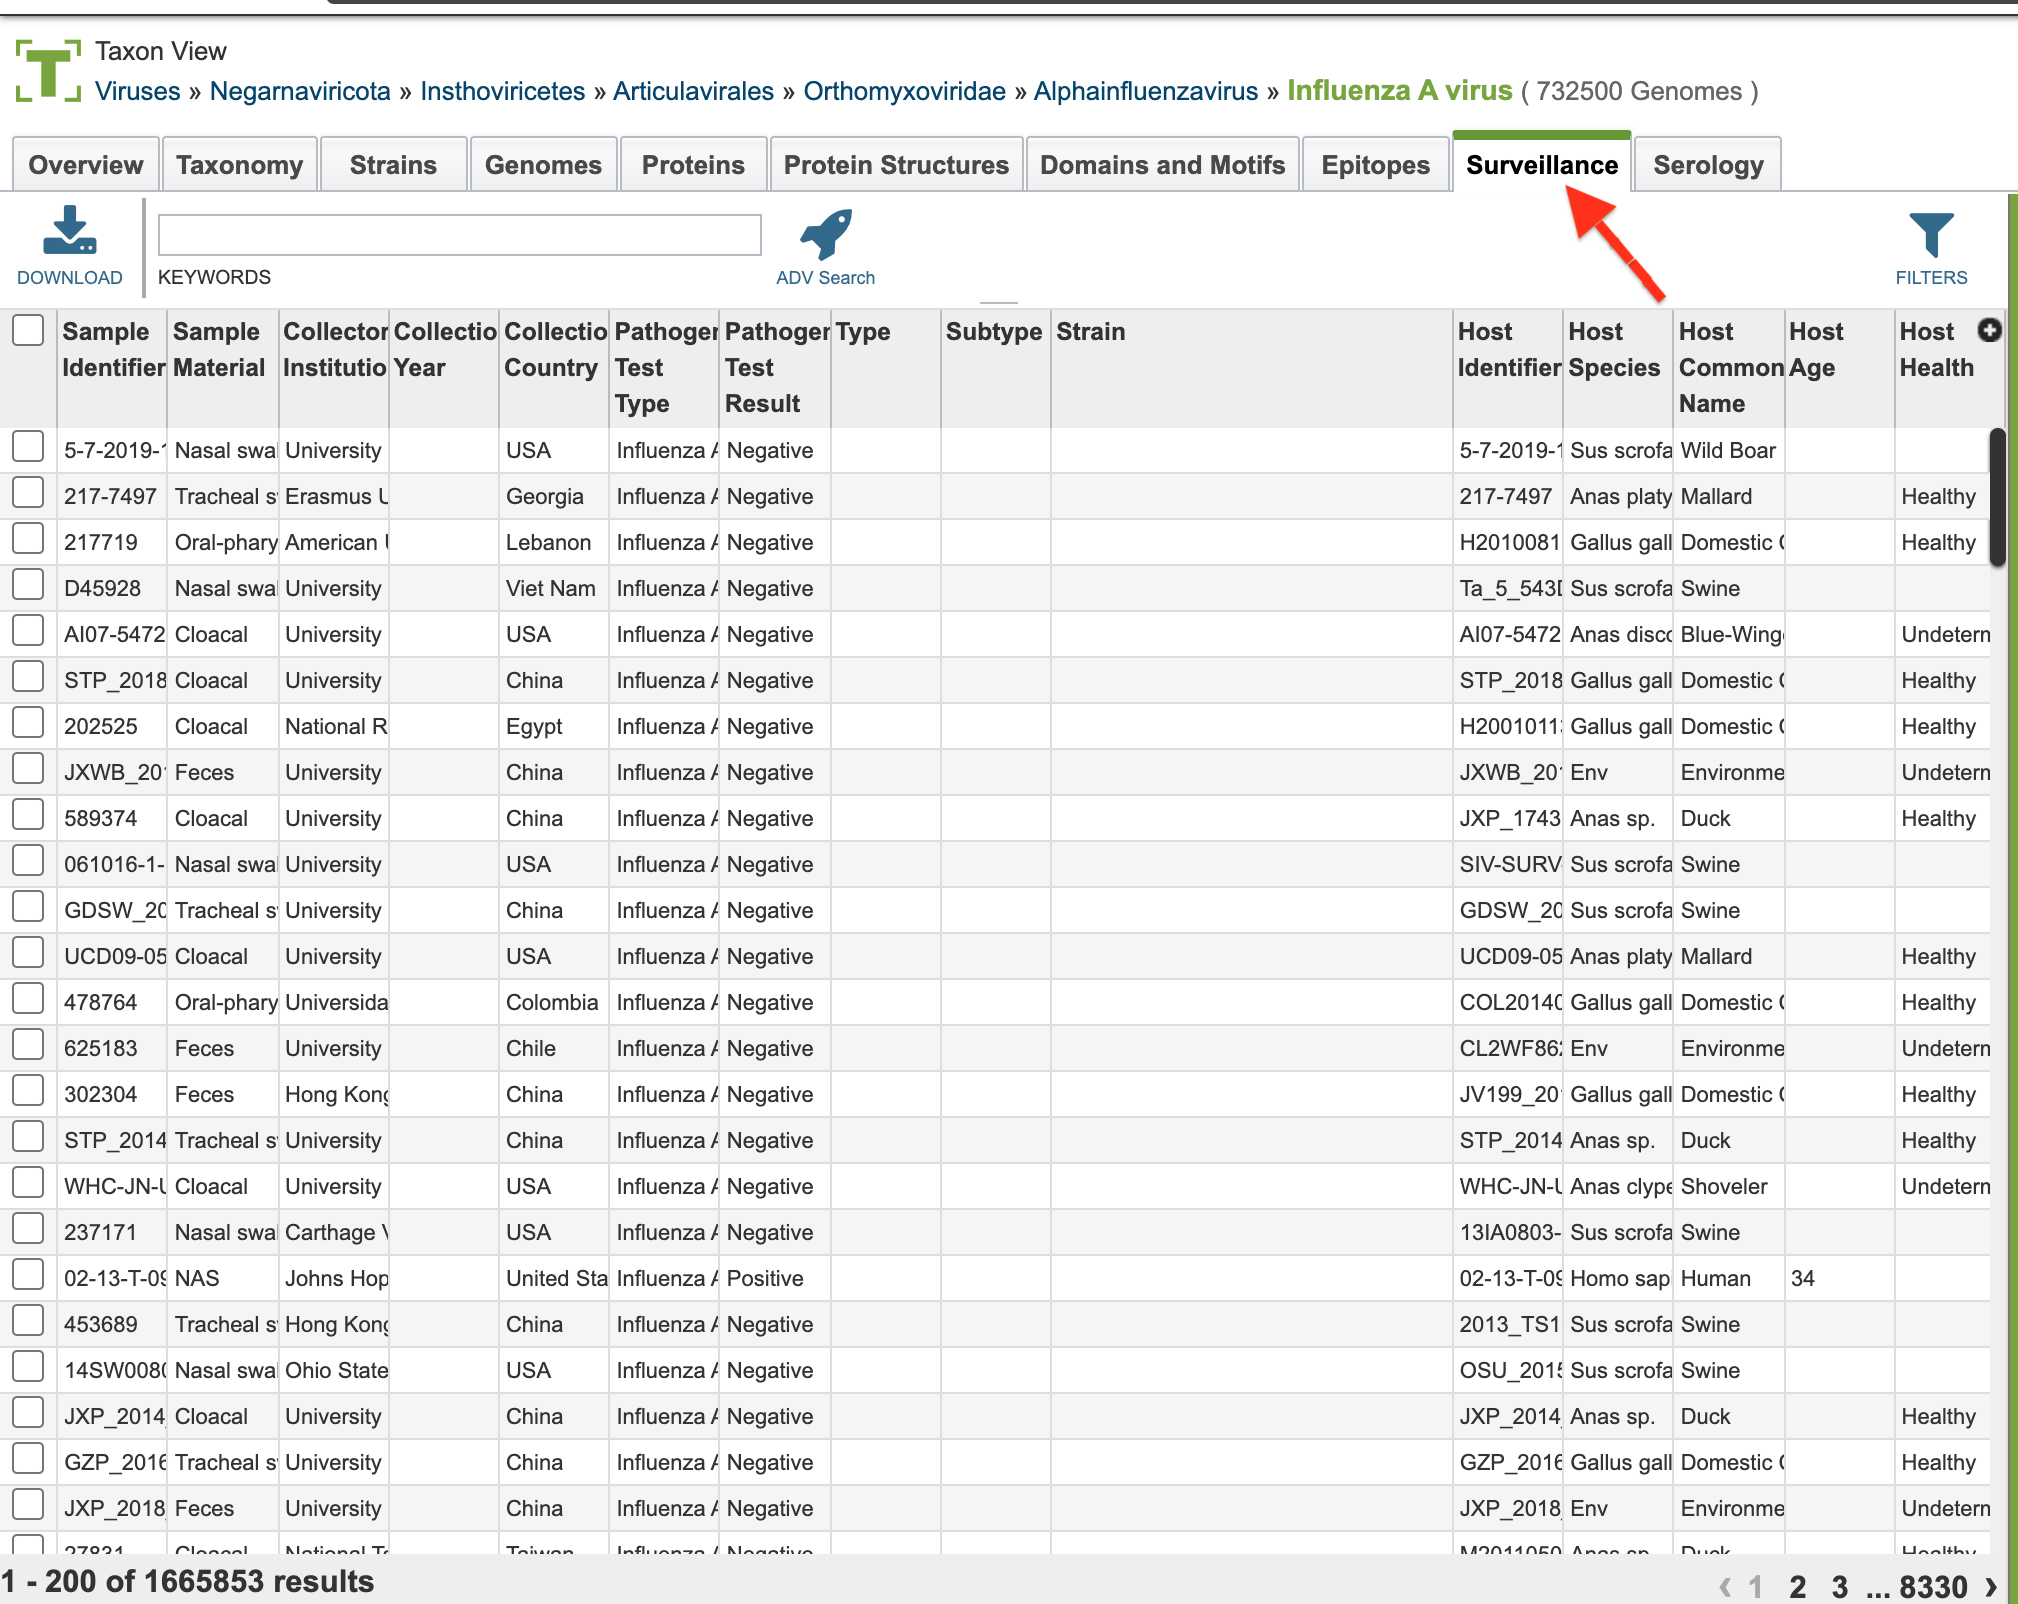 Taxon View
Viruses » Negarnaviricota » Insthoviricetes » Articulavirales » Orthomyxoviridae » Alphainfluenzavirus » Influenza A virus ( 732500 Genomes )
Overview Taxonomy Strains Genomes Proteins Protein Structures Domains and Motifs Epitopes Surveillance Serology
DOWNLOAD KEYWORDS ADV Search FILTERS
Sample Identifier Sample Material Collector Institutio Collectio Year Collectio Country Pathoger Test Type Pathoger Test Result Type Subtype Strain Host Identifier Host Species Host Common Name Host Age Host Health
5-7-2019-1 Nasal swa University USA Influenza A Negative 5-7-2019-1 Sus scrofa Wild Boar
217-7497 Tracheal s Erasmus U Georgia Influenza A Negative 217-7497 Anas platy Mallard Healthy
217719 Oral-phary American Lebanon Influenza A Negative H2010081 Gallus gall Domestic Healthy
D45928 Nasal swa University Viet Nam Influenza A Negative Ta_5_543 Sus scrofa Swine
AI07-5472 Cloacal University USA Influenza A Negative AI07-5472 Anas disco Blue-Wing Undetern
STP_2018 Cloacal University China Influenza A Negative STP_2018 Gallus gall Domestic Healthy
202525 Cloacal National R Egypt Influenza A Negative H2001011 Gallus gall Domestic Healthy
JXWB_20 Feces University China Influenza A Negative JXWB_20 Env Environme Undetern
589374 Cloacal University China Influenza A Negative JXP_1743 Anas sp. Duck Healthy
061016-1- Nasal swa University USA Influenza A Negative SIV-SURV Sus scrofa Swine
GDSW_20 Tracheal s University China Influenza A Negative GDSW_20 Sus scrofa Swine
UCD09-05 Cloacal University USA Influenza A Negative UCD09-05 Anas platy Mallard Healthy
478764 Oral-phary Universida Colombia Influenza A Negative COL20140 Gallus gall Domestic Healthy
625183 Feces University Chile Influenza A Negative CL2WF86 Env Environme Undetern
302304 Feces Hong Kong China Influenza A Negative JV199_20 Gallus gall Domestic Healthy
STP_2014 Tracheal s University China Influenza A Negative STP_2014 Anas sp. Duck Healthy
WHC-JN-U Cloacal University USA Influenza A Negative WHC-JN-U Anas clype Shoveler Undetern
237171 Nasal swa Carthage USA Influenza A Negative 13IA0803- Sus scrofa Swine
02-13-T-09 NAS Johns Hop United Sta Influenza A Positive 02-13-T-09 Homo sap Human 34
453689 Tracheal s Hong Kong China Influenza A Negative 2013_TS1 Sus scrofa Swine
14SW0080 Nasal swa Ohio State USA Influenza A Negative OSU_2015 Sus scrofa Swine
JXP_2014 Cloacal University China Influenza A Negative JXP_2014 Anas sp. Duck Healthy
GZP_2016 Tracheal s University China Influenza A Negative GZP_2016 Gallus gall Domestic Healthy
JXP_2018 Feces University China Influenza A Negative JXP_2018 Env Environme Undetern
27831 Cloacal National Ta Taiwan Influenza A Negative M2011050 Anas sp. Duck Healthy
1 - 200 of 1665853 results ‹ 1 2 3 ... 8330 ›